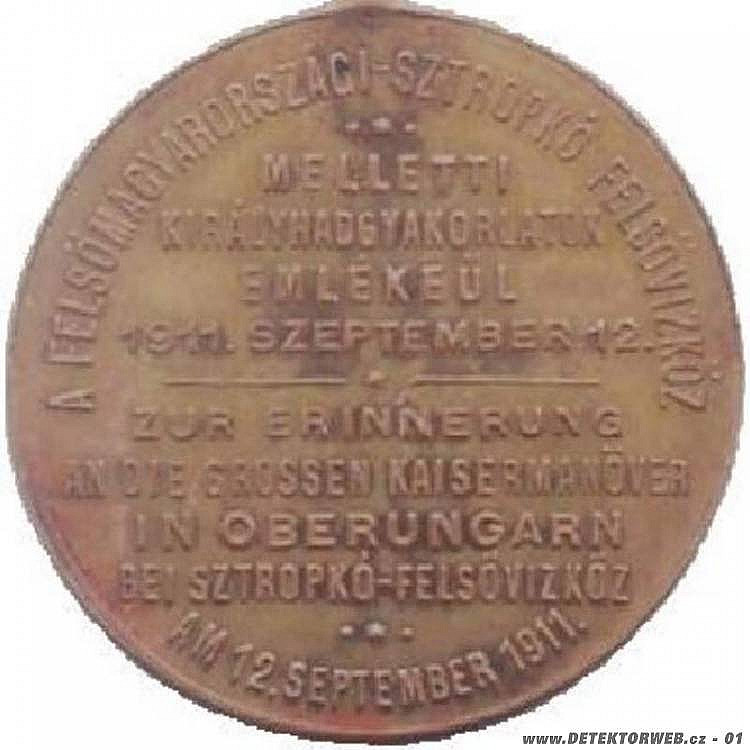 A FELSŐMAGYARORSZÁGI-SZTROPKÓ FELSŐVIZKÖZ
MELLETTI
KIRÁLYHADGYAKORLATOK
EMLÉKEÜL
1911. SZEPTEMBER 12.
ZUR ERINNERUNG
AN DIE GROSSEN KAISERMANÖVER
IN OBERUNGARN
BEI SZTROPKÓ-FELSŐVIZKÖZ
AM 12. SEPTEMBER 1911.
www.DETEKTORWEB.cz - 01